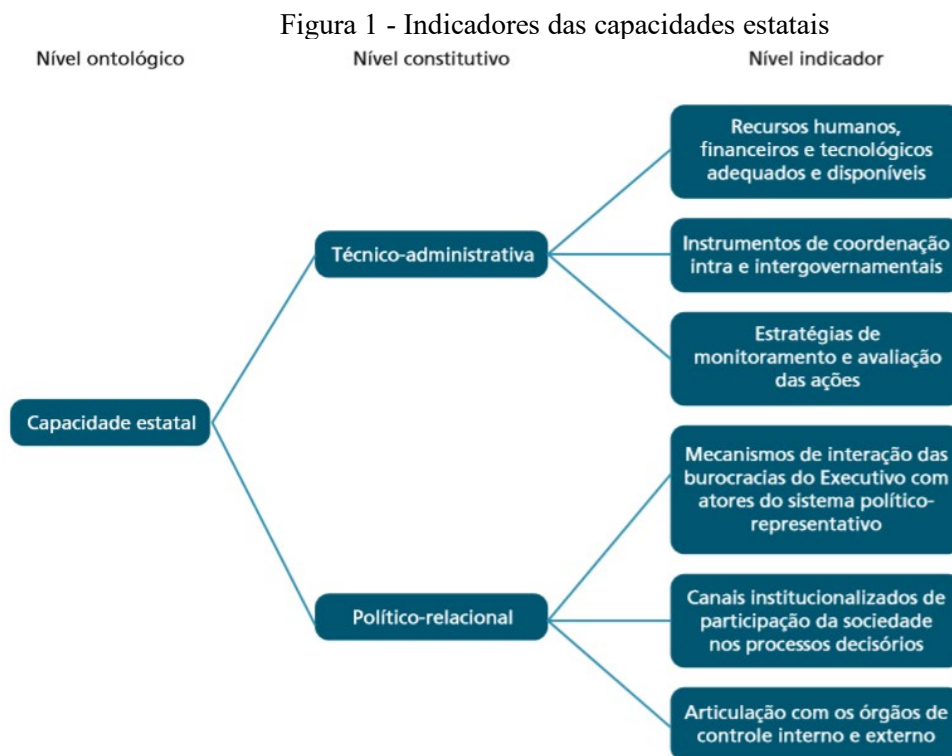 Figura 1 - Indicadores das capacidades estatais
Nível ontológico
Nível constitutivo
Nível indicador
Recursos humanos,
financeiros e tecnológicos
adequados e disponíveis
Técnico-administrativa
Instrumentos de coordenação
intra e intergovernamentais
Estratégias de
monitoramento e avaliação
das ações
Capacidade estatal
Mecanismos de interação das
burocracias do Executivo com
atores do sistema político-
representativo
Político-relacional
Canais institucionalizados de
participação da sociedade
nos processos decisórios
Articulação com os órgãos de
controle interno e externo